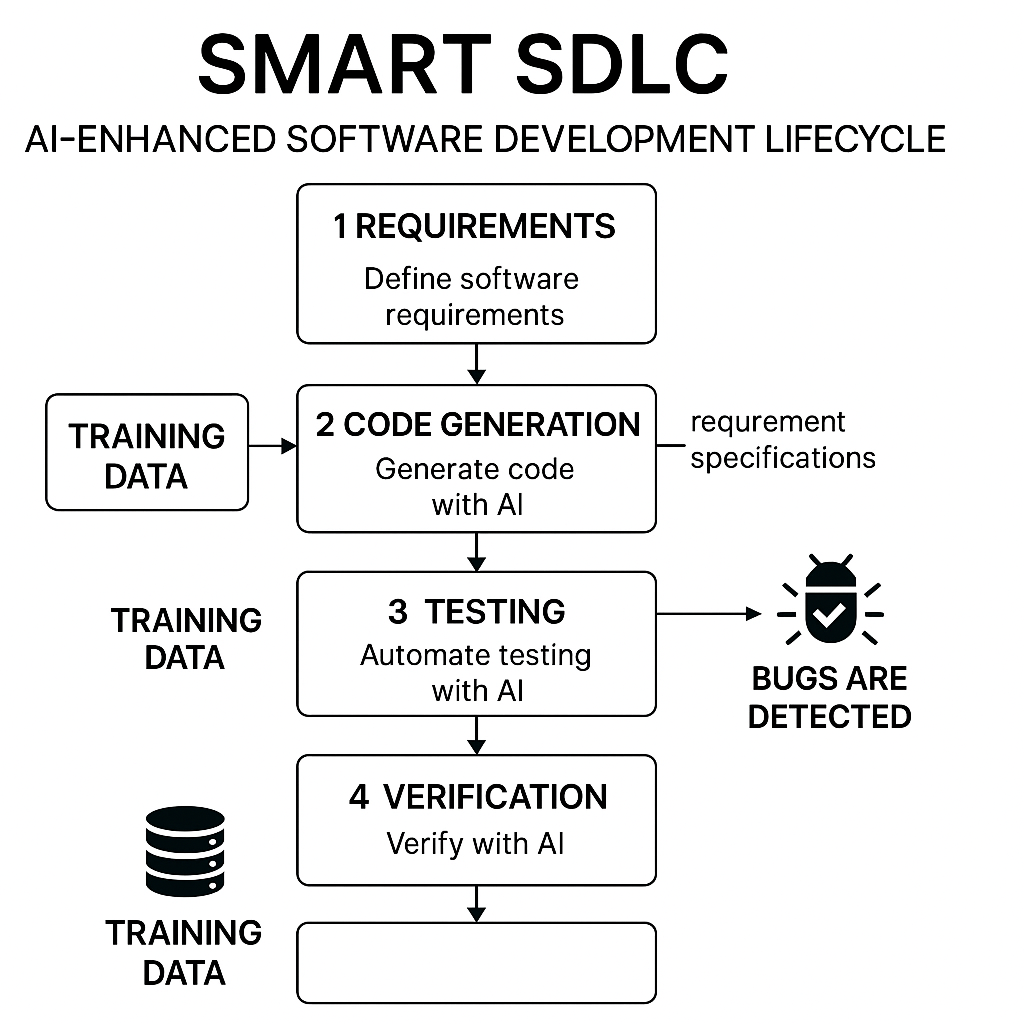 SMART SDLC
AI-ENHANCED SOFTWARE DEVELOPMENT LIFECYCLE
1 REQUIREMENTS
Define software
requirements
TRAINING
DATA
2 CODE GENERATION
Generate code
with AI
requrement
specifications
TRAINING
DATA
3 TESTING
Automate testing
with AI
BUGS ARE
DETECTED
4 VERIFICATION
Verify with AI
TRAINING
DATA